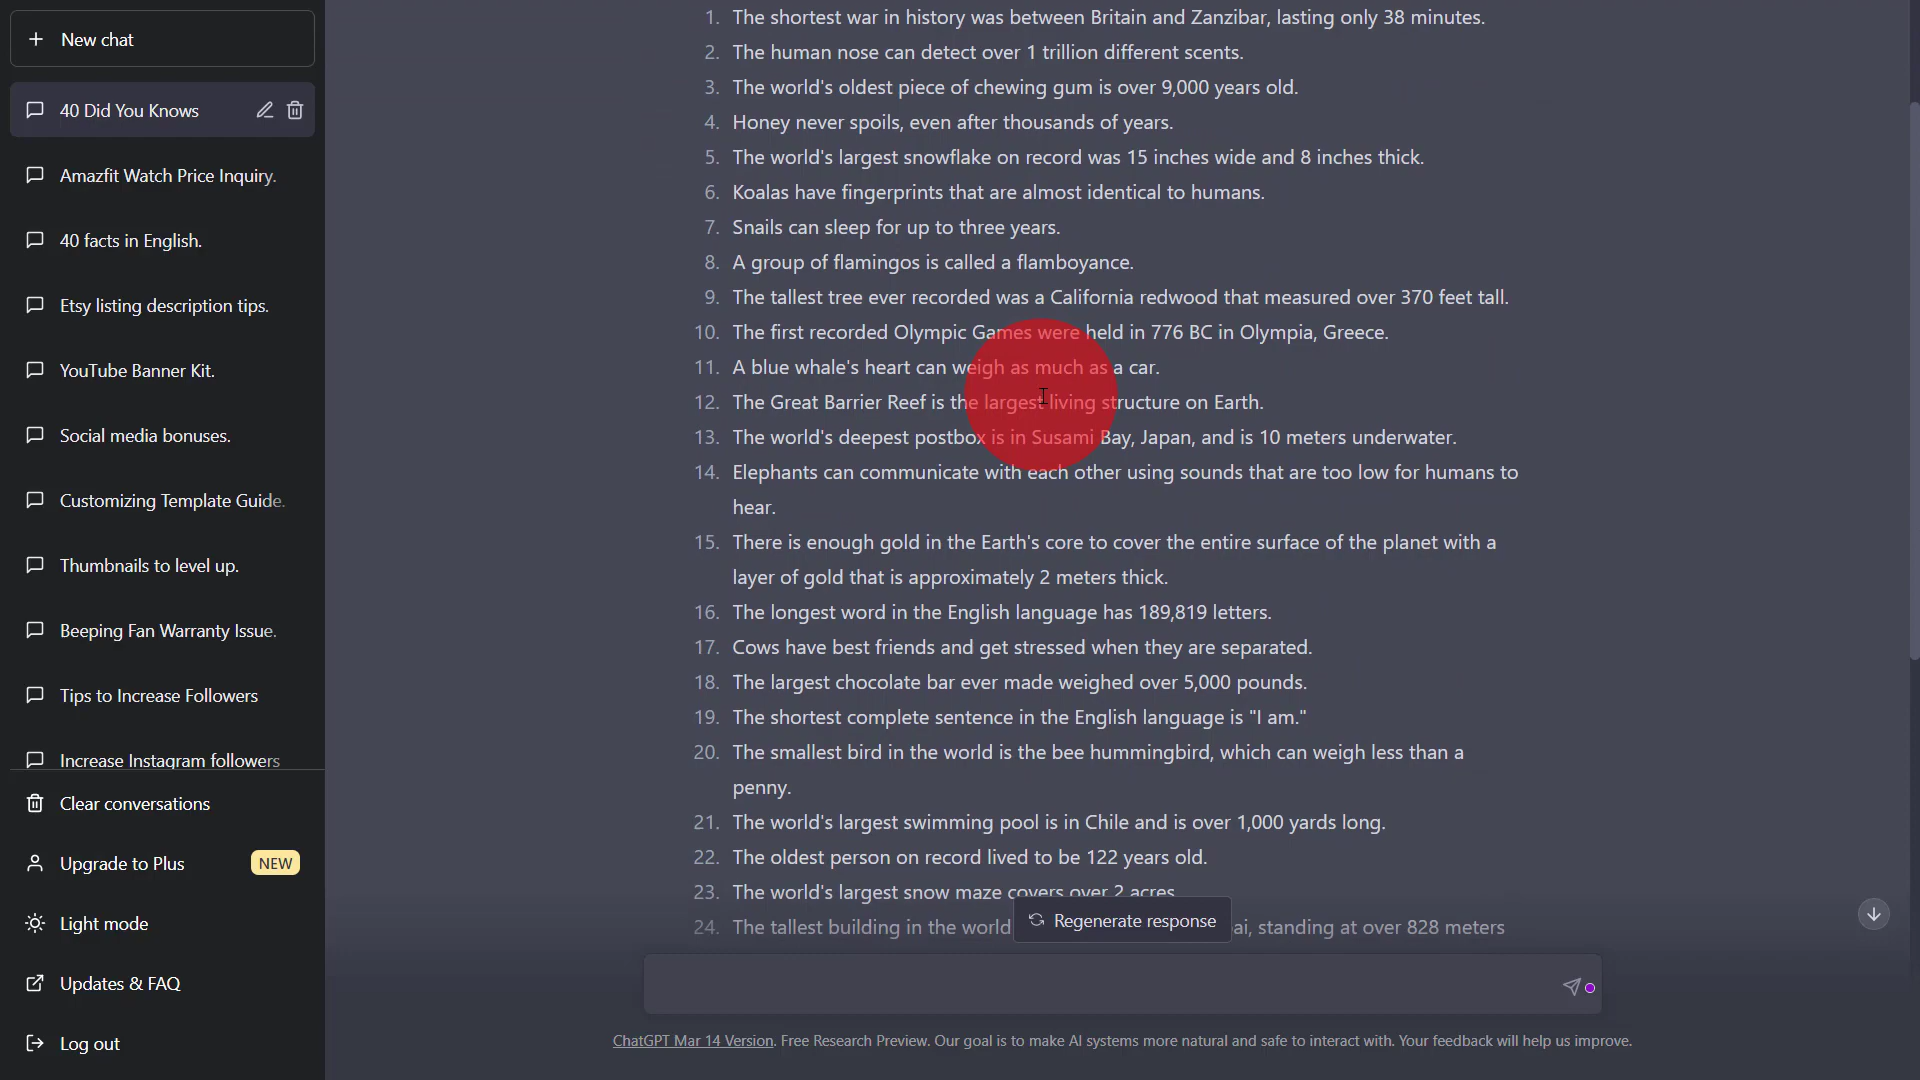 New chat
40 Did You Knows
Amazfit Watch Price Inquiry.
40 facts in English.
Etsy listing description tips.
YouTube Banner Kit.
Social media bonuses.
Customizing Template Guide.
Thumbnails to level up.
Beeping Fan Warranty Issue.
Tips to Increase Followers
Increase Instagram followers
Clear conversations
Upgrade to Plus NEW
Light mode
Updates & FAQ
Log out
1. The shortest war in history was between Britain and Zanzibar, lasting only 38 minutes.
2. The human nose can detect over 1 trillion different scents.
3. The world's oldest piece of chewing gum is over 9,000 years old.
4. Honey never spoils, even after thousands of years.
5. The world's largest snowflake on record was 15 inches wide and 8 inches thick.
6. Koalas have fingerprints that are almost identical to humans.
7. Snails can sleep for up to three years.
8. A group of flamingos is called a flamboyance.
9. The tallest tree ever recorded was a California redwood that measured over 370 feet tall.
10. The first recorded Olympic Games were held in 776 BC in Olympia, Greece.
11. A blue whale's heart can weigh as much as a car.
12. The Great Barrier Reef is the largest living structure on Earth.
13. The world's deepest postbox is in Susami Bay, Japan, and is 10 meters underwater.
14. Elephants can communicate with each other using sounds that are too low for humans to
hear.
15. There is enough gold in the Earth's core to cover the entire surface of the planet with a
layer of gold that is approximately 2 meters thick.
16. The longest word in the English language has 189,819 letters.
17. Cows have best friends and get stressed when they are separated.
18. The largest chocolate bar ever made weighed over 5,000 pounds.
19. The shortest complete sentence in the English language is "I am."
20. The smallest bird in the world is the bee hummingbird, which can weigh less than a
penny.
21. The world's largest swimming pool is in Chile and is over 1,000 yards long.
22. The oldest person on record lived to be 122 years old.
23. The world's largest snow maze covers over 2 acres
24. The tallest building in the world ai, standing at over 828 meters
Regenerate response
ChatGPT Mar 14 Version. Free Research Preview. Our goal is to make AI systems more natural and safe to interact with. Your feedback will help us improve.